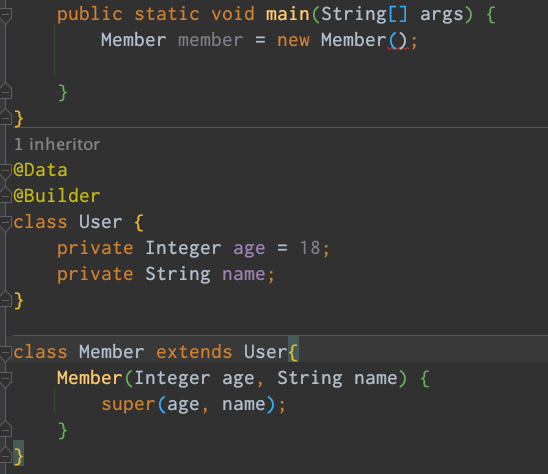 public static void main(String[] args) {
Member member = new Member();
}
}
1 inheritor
@Data
@Builder
class User {
private Integer age = 18;
private String name;
}
class Member extends User{
Member(Integer age, String name) {
super(age, name);
}
}